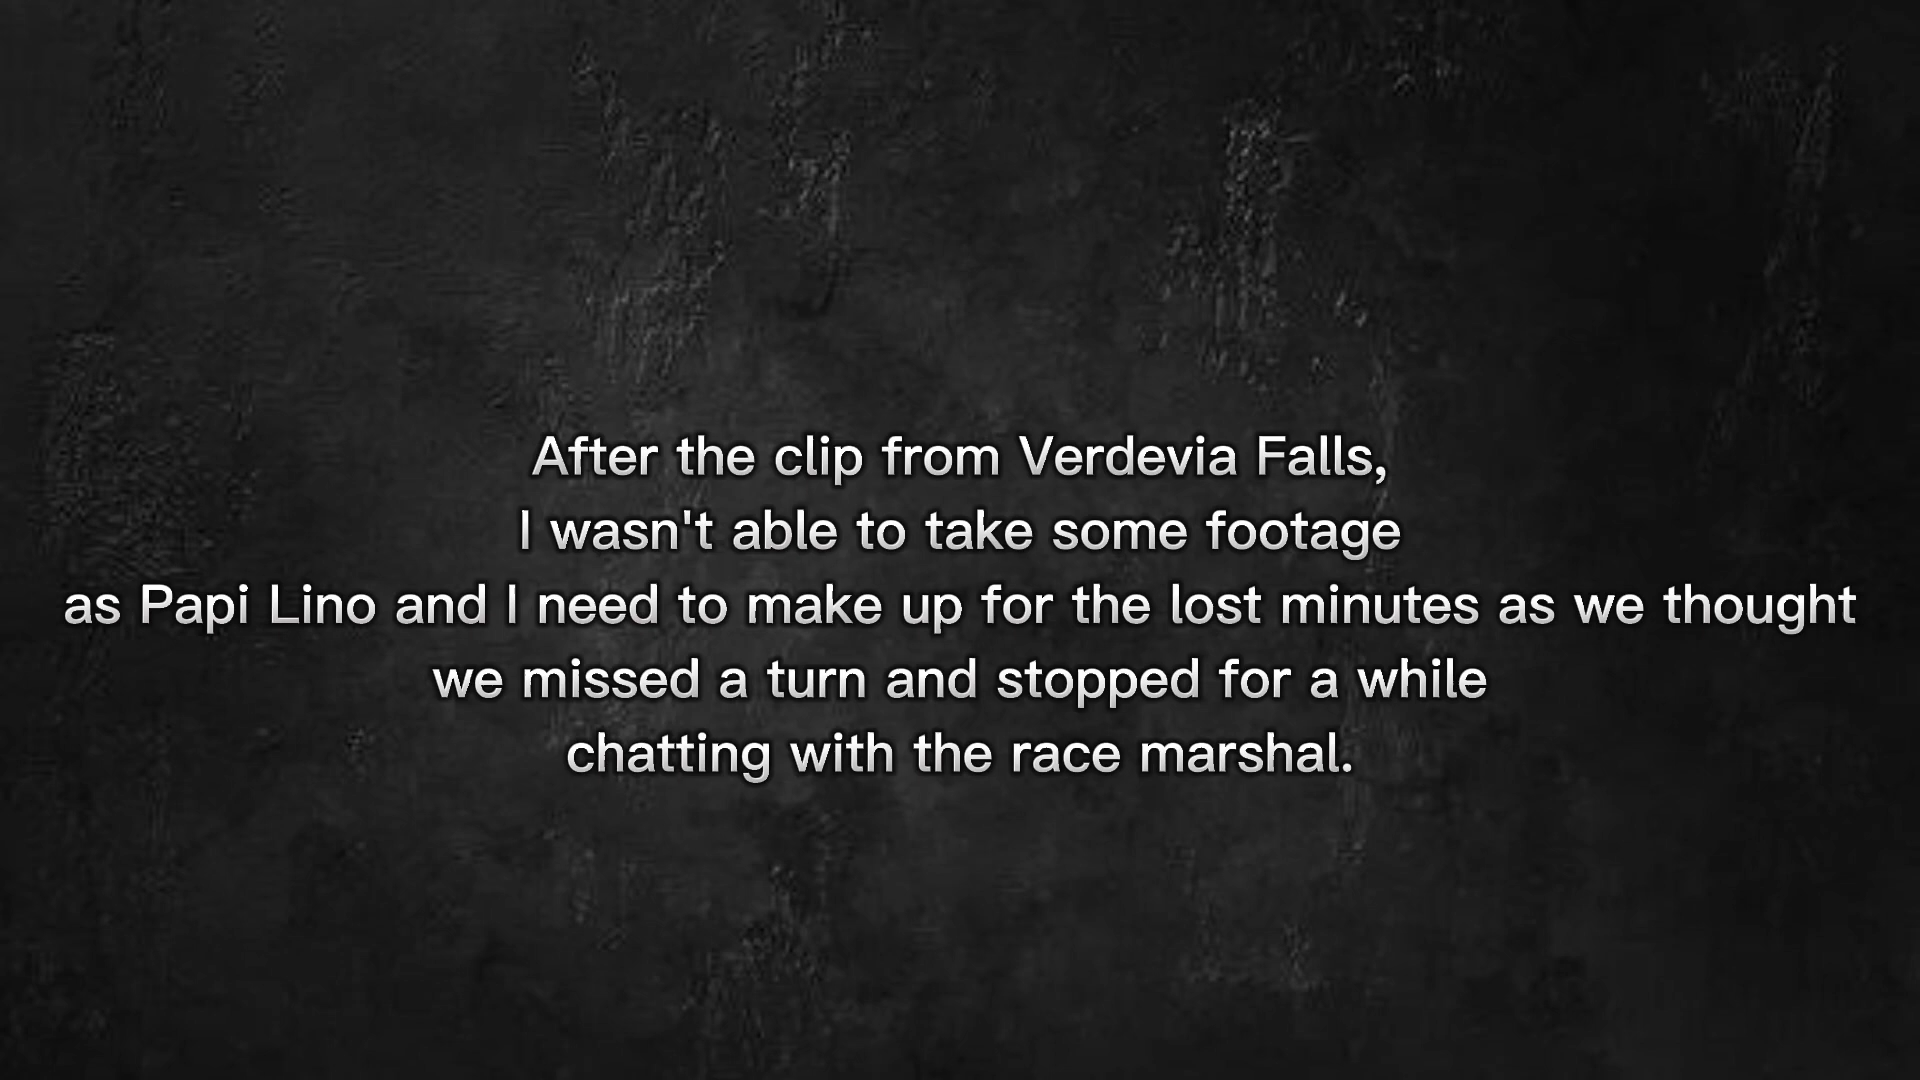 After the clip from Verdevia Falls,
I wasn't able to take some footage
as Papi Lino and I need to make up for the lost minutes as we thought
we missed a turn and stopped for a while
chatting with the race marshal.